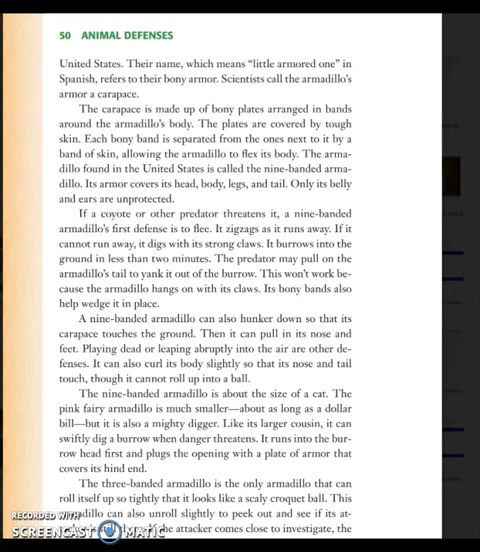 50 ANIMAL DEFENSES
United States. Their name, which means “little armored one” in
Spanish, refers to their bony armor. Scientists call the armadillo’s
armor a carapace.
The carapace is made up of bony plates arranged in bands
around the armadillo’s body. The plates are covered by tough
skin. Each bony band is separated from the ones next to it by a
band of skin, allowing the armadillo to flex its body. The arma-
dillo found in the United States is called the nine-banded arma-
dillo. Its armor covers its head, body, legs, and tail. Only its belly
and ears are unprotected.
If a coyote or other predator threatens it, a nine-banded
armadillo’s first defense is to flee. It zigzags as it runs away. If it
cannot run away, it digs with its strong claws. It burrows into the
ground in less than two minutes. The predator may pull on the
armadillo’s tail to yank it out of the burrow. This won’t work be-
cause the armadillo hangs on with its claws. Its bony bands also
help wedge it in place.
A nine-banded armadillo can also hunker down so that its
carapace touches the ground. Then it can pull in its nose and
feet. Playing dead or leaping abruptly into the air are other de-
fenses. It can also curl its body slightly so that its nose and tail
touch, though it cannot roll up into a ball.
The nine-banded armadillo is about the size of a cat. The
pink fairy armadillo is much smaller—about as long as a dollar
bill—but it is also a mighty digger. Like its larger cousin, it can
swiftly dig a burrow when danger threatens. It runs into the bur-
row head first and plugs the opening with a plate of armor that
covers its hind end.
The three-banded armadillo is the only armadillo that can
roll itself up so tightly that it looks like a scaly croquet ball. This
can also unroll slightly to peek out and see if its at-
the attacker come close to investigate, the
RECORDED WITH
SCREENCAST MATIC